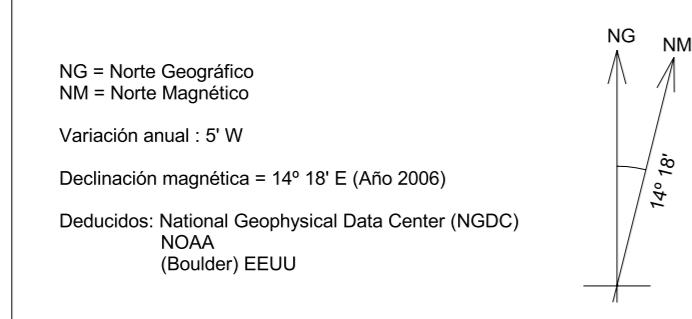 NG = Norte Geográfico
NM = Norte Magnético
Variación anual : 5' W
Declinación magnética = 14º 18' E (Año 2006)
Deducidos: National Geophysical Data Center (NGDC)
NOAA
(Boulder) EEUU
NG
NM
14º 18'